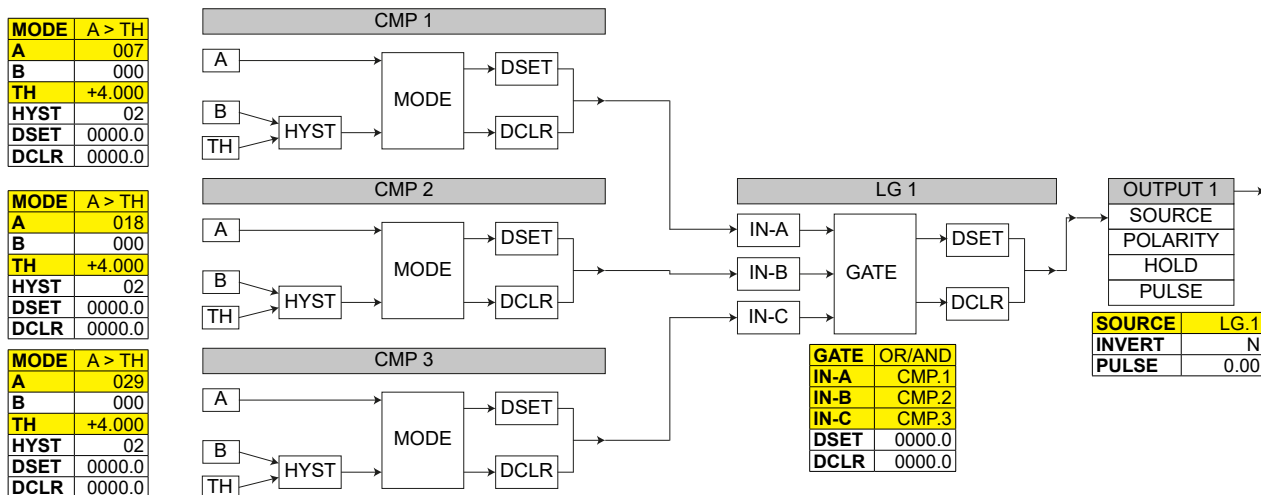 CMP 1
MODE A > TH
A 007
B 000
TH +4.000
HYST 02
DSET 0000.0
DCLR 0000.0
A
B
TH
HYST
MODE
DSET
DCLR
CMP 2
MODE A > TH
A 018
B 000
TH +4.000
HYST 02
DSET 0000.0
DCLR 0000.0
A
B
TH
HYST
MODE
DSET
DCLR
CMP 3
MODE A > TH
A 029
B 000
TH +4.000
HYST 02
DSET 0000.0
DCLR 0000.0
A
B
TH
HYST
MODE
DSET
DCLR
LG 1
IN-A
IN-B
IN-C
GATE
DSET
DCLR
GATE OR/AND
IN-A CMP.1
IN-B CMP.2
IN-C CMP.3
DSET 0000.0
DCLR 0000.0
OUTPUT 1
SOURCE
POLARITY
HOLD
PULSE
SOURCE LG.1
INVERT N
PULSE 0.00